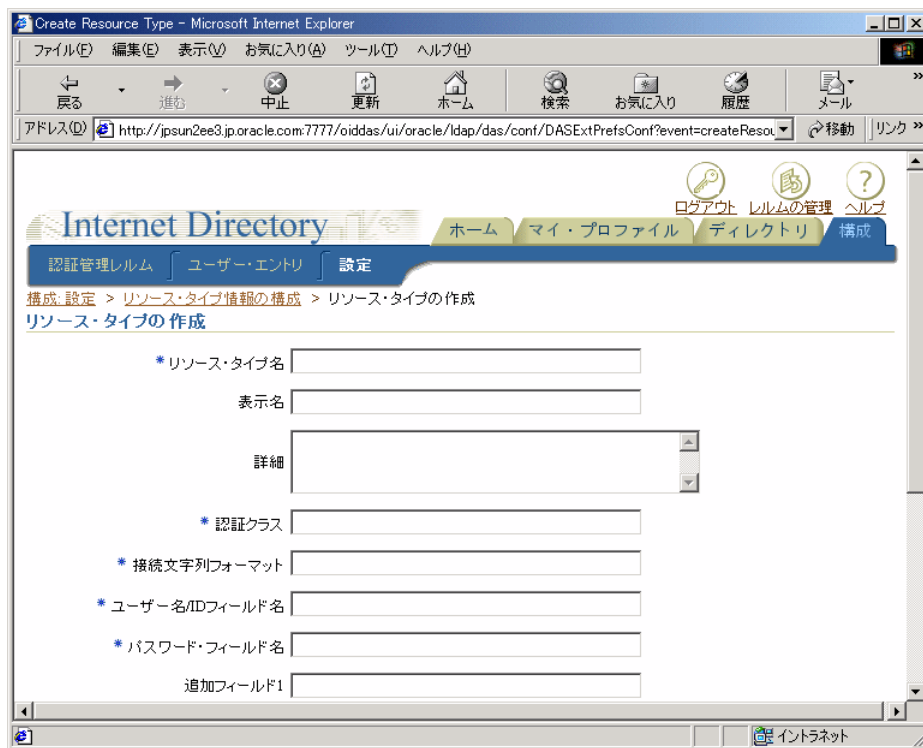 Create Resource Type - Microsoft Internet Explorer
ファイル(F) 編集(E) 表示(V) お気に入り(A) ツール(T) ヘルプ(H)
戻る 進む 中止 更新 ホーム 検索 お気に入り 履歴 メール »
アドレス(D) http://jpsun2ee3.jp.oracle.com:7777/oiddas/ui/oracle/ldap/das/conf/DASExtPrefsConf?event=createResou 移動 リンク »
ログアウト レルムの管理 ヘルプ
Internet Directory
ホーム マイ・プロファイル ディレクトリ 構成
認証管理レルム ユーザー・エントリ 設定
構成: 設定 > リソース・タイプ情報の構成 > リソース・タイプの作成
リソース・タイプの作成
* リソース・タイプ名
表示名
詳細
* 認証クラス
* 接続文字列フォーマット
* ユーザー名/IDフィールド名
* パスワード・フィールド名
追加フィールド1
イントラネット